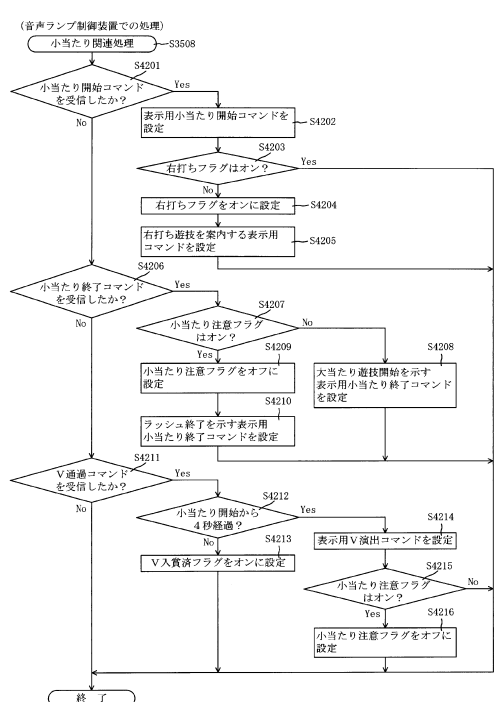 (音声ランプ制御装置での処理)
小当たり関連処理
S3508
S4201
小当たり開始コマンド
を受信したか？
Yes
No
表示用小当たり開始コマンドを
設定
S4202
S4203
右打ちフラグはオン？
Yes
No
右打ちフラグをオンに設定
S4204
右打ち遊技を案内する表示用
コマンドを設定
S4205
S4206
小当たり終了コマンド
を受信したか？
Yes
No
S4207
小当たり注意フラグ
はオン？
No
Yes
S4209
小当たり注意フラグをオフに
設定
S4208
大当たり遊技開始を示す
表示用小当たり終了コマンド
を設定
S4210
ラッシュ終了を示す表示用
小当たり終了コマンドを設定
S4211
V通過コマンド
を受信したか？
Yes
No
S4212
小当たり開始から
４秒経過？
Yes
No
S4213
V入賞済フラグをオンに設定
S4214
表示用V演出コマンドを設定
S4215
小当たり注意フラグ
はオン？
No
Yes
S4216
小当たり注意フラグをオフに
設定
終 了